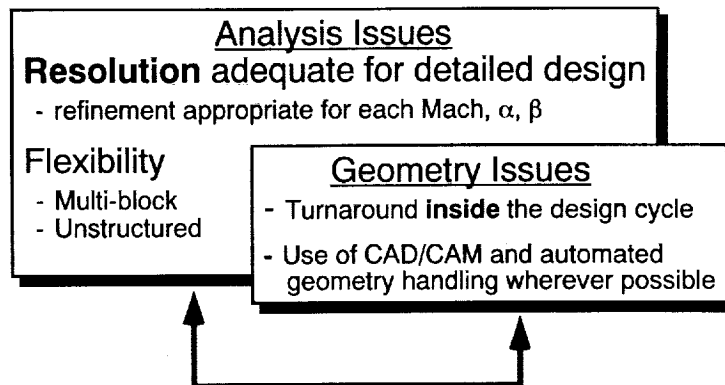 Analysis Issues
Resolution adequate for detailed design
- refinement appropriate for each Mach, α, β
Flexibility
- Multi-block
- Unstructured
Geometry Issues
- Turnaround inside the design cycle
- Use of CAD/CAM and automated
geometry handling wherever possible